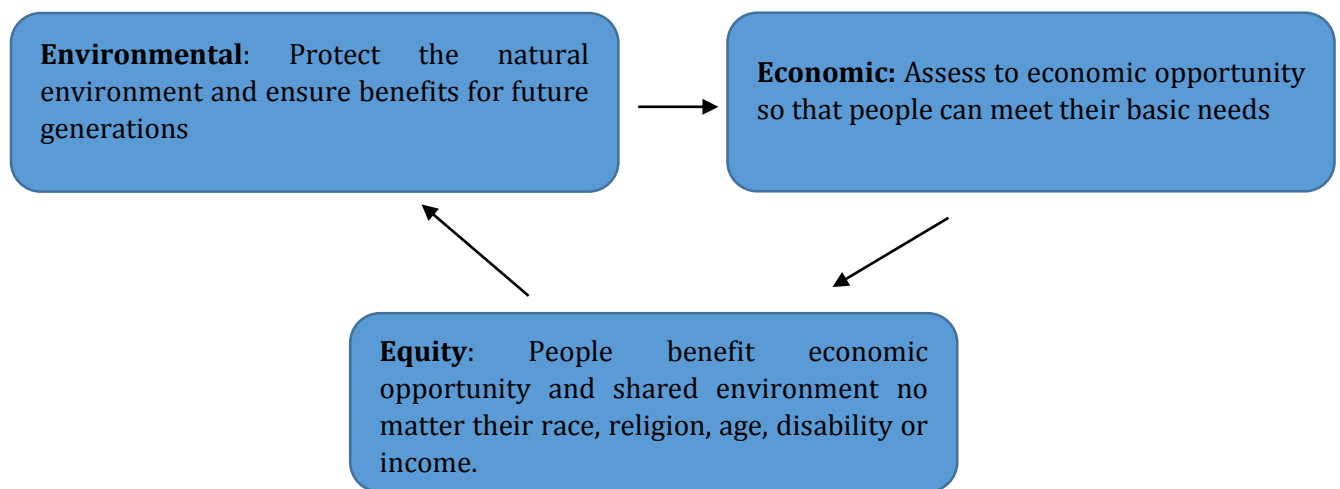 Environmental: Protect the natural
environment and ensure benefits for future
generations
Economic: Assess to economic opportunity
so that people can meet their basic needs
Equity: People benefit economic
opportunity and shared environment no
matter their race, religion, age, disability or
income.